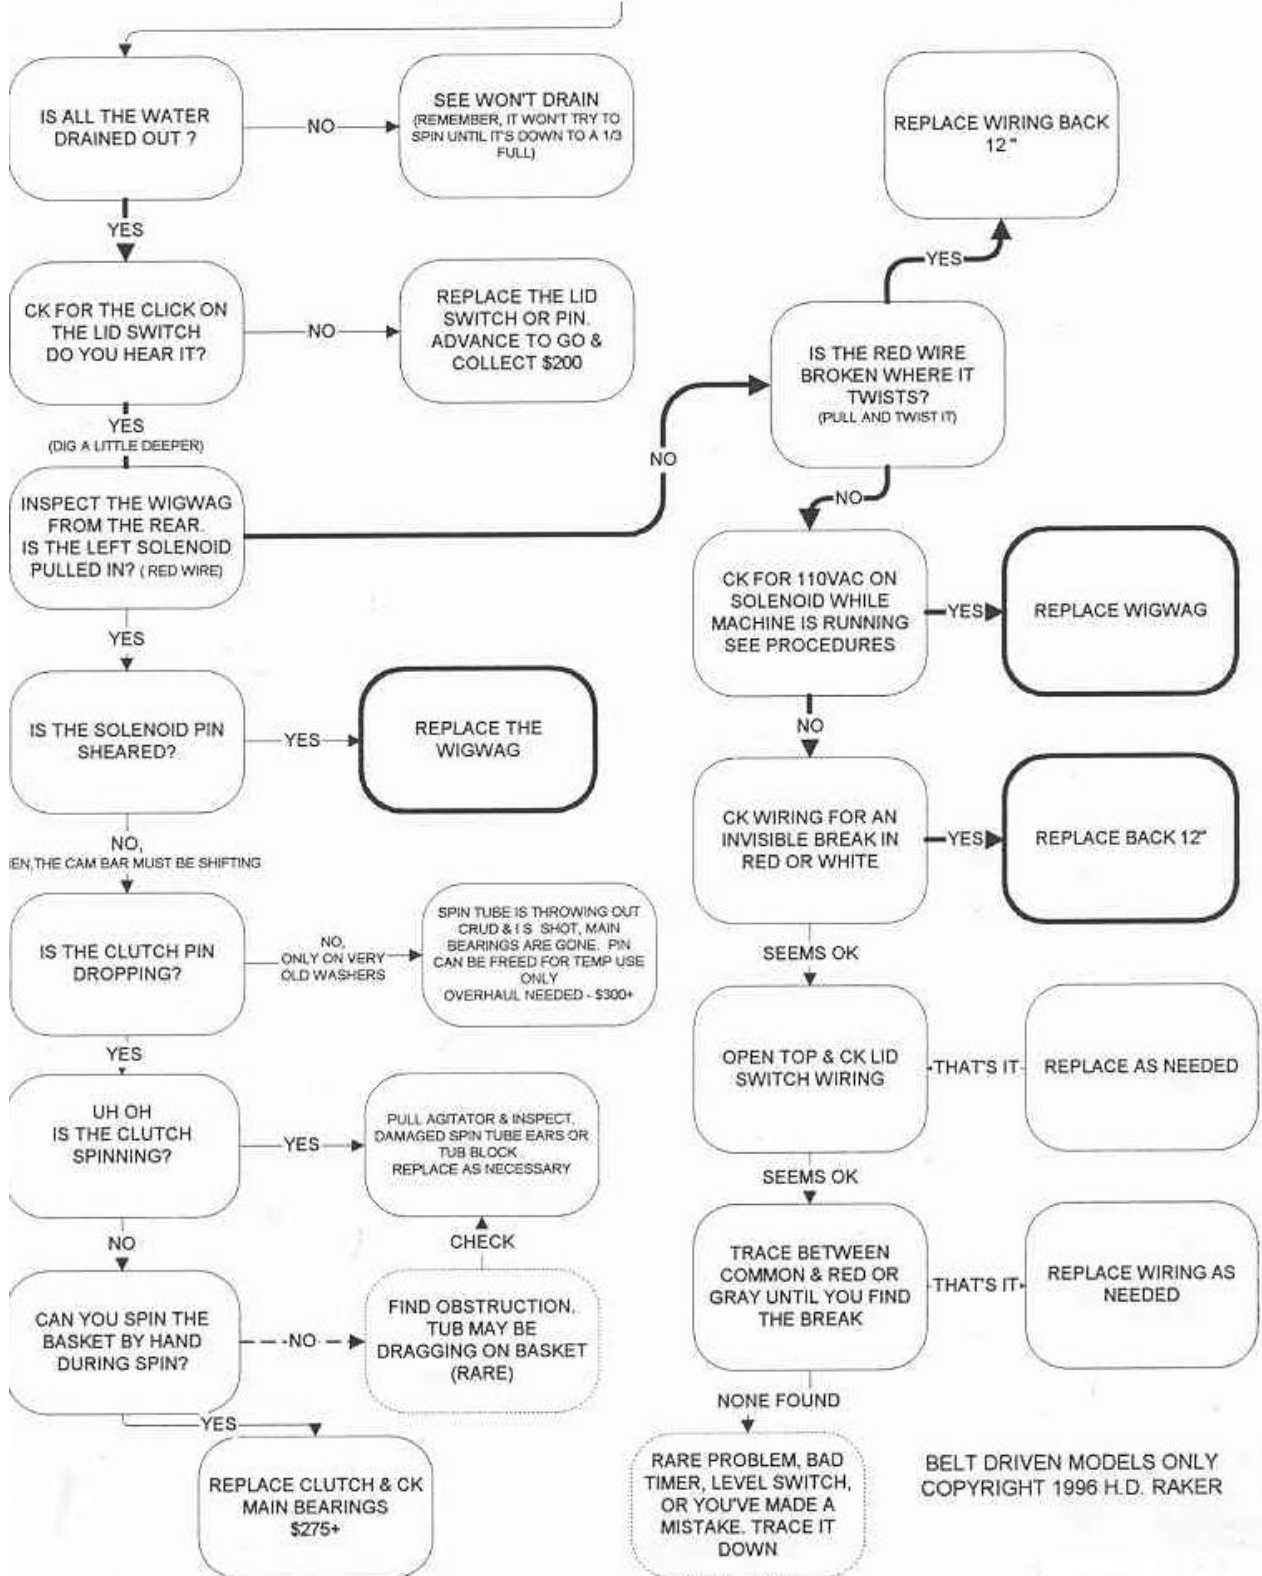 IS ALL THE WATER
DRAINED OUT ?
NO
SEE WON'T DRAIN
(REMEMBER, IT WON'T TRY TO
SPIN UNTIL IT'S DOWN TO A 1/3
FULL)
REPLACE WIRING BACK
12"
YES
YES
CK FOR THE CLICK ON
THE LID SWITCH
DO YOU HEAR IT?
NO
REPLACE THE LID
SWITCH OR PIN.
ADVANCE TO GO &
COLLECT $200
IS THE RED WIRE
BROKEN WHERE IT
TWISTS?
(PULL AND TWIST IT)
YES
(DIG A LITTLE DEEPER)
NO
NO
INSPECT THE WIGWAG
FROM THE REAR.
IS THE LEFT SOLENOID
PULLED IN? ( RED WIRE)
CK FOR 110VAC ON
SOLENOID WHILE
MACHINE IS RUNNING
SEE PROCEDURES
YES
REPLACE WIGWAG
YES
IS THE SOLENOID PIN
SHEARED?
YES
REPLACE THE
WIGWAG
NO
CK WIRING FOR AN
INVISIBLE BREAK IN
RED OR WHITE
YES
REPLACE BACK 12"
NO,
EN,THE CAM BAR MUST BE SHIFTING
IS THE CLUTCH PIN
DROPPING?
NO,
ONLY ON VERY
OLD WASHERS
SPIN TUBE IS THROWING OUT
CRUD & I S SHOT, MAIN
BEARINGS ARE GONE. PIN
CAN BE FREED FOR TEMP USE
ONLY
OVERHAUL NEEDED - $300+
SEEMS OK
OPEN TOP & CK LID
SWITCH WIRING
THAT'S IT
REPLACE AS NEEDED
YES
UH OH
IS THE CLUTCH
SPINNING?
YES
PULL AGITATOR & INSPECT,
DAMAGED SPIN TUBE EARS OR
TUB BLOCK
REPLACE AS NECESSARY
SEEMS OK
NO
CHECK
TRACE BETWEEN
COMMON & RED OR
GRAY UNTIL YOU FIND
THE BREAK
THAT'S IT
REPLACE WIRING AS
NEEDED
CAN YOU SPIN THE
BASKET BY HAND
DURING SPIN?
NO
FIND OBSTRUCTION,
TUB MAY BE
DRAGGING ON BASKET
(RARE)
NONE FOUND
YES
REPLACE CLUTCH & CK
MAIN BEARINGS
$275+
RARE PROBLEM, BAD
TIMER, LEVEL SWITCH,
OR YOU'VE MADE A
MISTAKE. TRACE IT
DOWN
BELT DRIVEN MODELS ONLY
COPYRIGHT 1996 H.D. RAKER